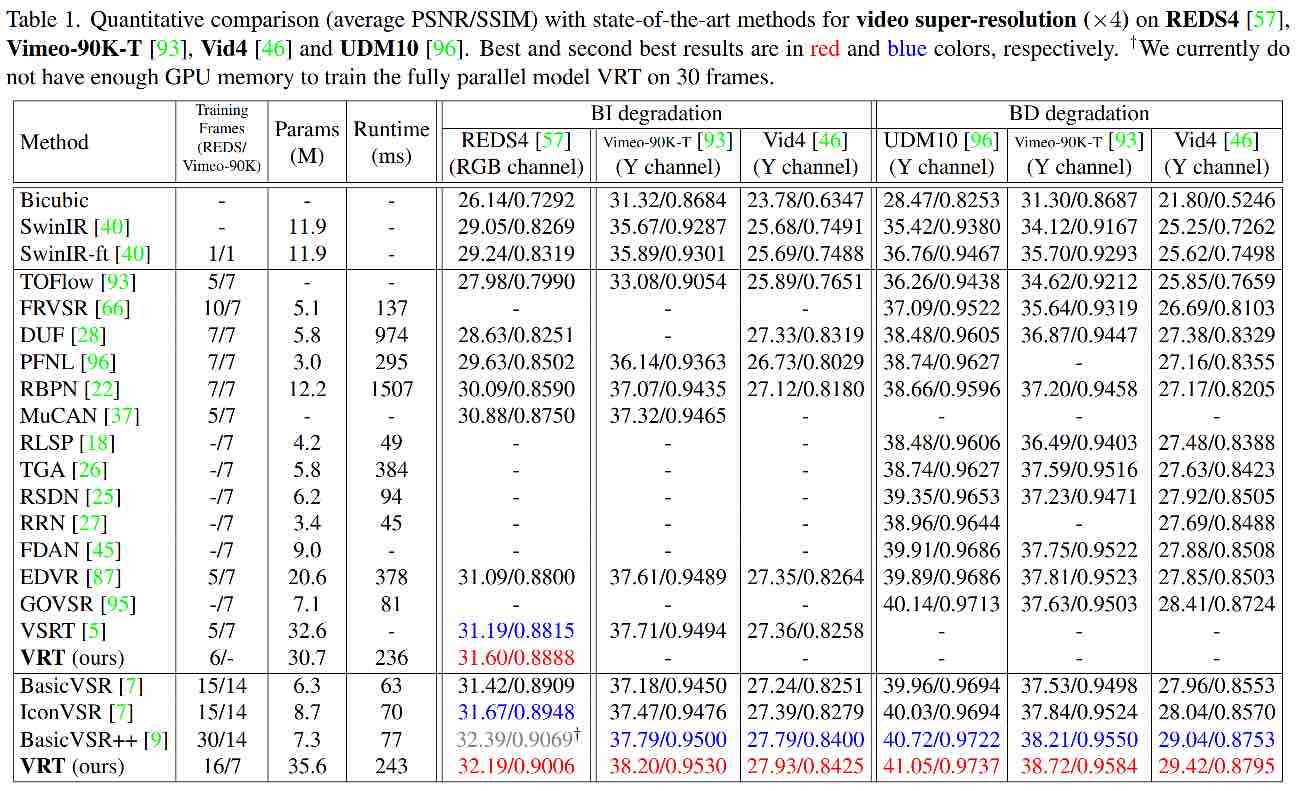 Table 1. Quantitative comparison (average PSNR/SSIM) with state-of-the-art methods for video super-resolution (×4) on REDS4 [57],
Vimeo-90K-T [93], Vid4 [46] and UDM10 [96]. Best and second best results are in red and blue colors, respectively. †We currently do
not have enough GPU memory to train the fully parallel model VRT on 30 frames.
Method Training Frames (REDS/ Vimeo-90K) Params (M) Runtime (ms) BI degradation BD degradation
REDS4 [57] Vimeo-90K-T [93] Vid4 [46] UDM10 [96] Vimeo-90K-T [93] Vid4 [46]
(RGB channel) (Y channel) (Y channel) (Y channel) (Y channel) (Y channel)
Bicubic - - - 26.14/0.7292 31.32/0.8684 23.78/0.6347 28.47/0.8253 31.30/0.8687 21.80/0.5246
SwinIR [40] - 11.9 - 29.05/0.8269 35.67/0.9287 25.68/0.7491 35.42/0.9380 34.12/0.9167 25.25/0.7262
SwinIR-ft [40] 1/1 11.9 - 29.24/0.8319 35.89/0.9301 25.69/0.7488 36.76/0.9467 35.70/0.9293 25.62/0.7498
TOFlow [93] 5/7 - - 27.98/0.7990 33.08/0.9054 25.89/0.7651 36.26/0.9438 34.62/0.9212 25.85/0.7659
FRVSR [66] 10/7 5.1 137 - - - 37.09/0.9522 35.64/0.9319 26.69/0.8103
DUF [28] 7/7 5.8 974 28.63/0.8251 - 27.33/0.8319 38.48/0.9605 36.87/0.9447 27.38/0.8329
PFNL [96] 7/7 3.0 295 29.63/0.8502 36.14/0.9363 26.73/0.8029 38.74/0.9627 - 27.16/0.8355
RBPN [22] 7/7 12.2 1507 30.09/0.8590 37.07/0.9435 27.12/0.8180 38.66/0.9596 37.20/0.9458 27.17/0.8205
MuCAN [37] 5/7 - - 30.88/0.8750 37.32/0.9465 - - - -
RLSP [18] -/7 4.2 49 - - - 38.48/0.9606 36.49/0.9403 27.48/0.8388
TGA [26] -/7 5.8 384 - - - 38.74/0.9627 37.59/0.9516 27.63/0.8423
RSDN [25] -/7 6.2 94 - - - 39.35/0.9653 37.23/0.9471 27.92/0.8505
RRN [27] -/7 3.4 45 - - - 38.96/0.9644 - 27.69/0.8488
FDAN [45] -/7 9.0 - - - - 39.91/0.9686 37.75/0.9522 27.88/0.8508
EDVR [87] 5/7 20.6 378 31.09/0.8800 37.61/0.9489 27.35/0.8264 39.89/0.9686 37.81/0.9523 27.85/0.8503
GOVSR [95] -/7 7.1 81 - - - 40.14/0.9713 37.63/0.9503 28.41/0.8724
VSRT [5] 5/7 32.6 - 31.19/0.8815 37.71/0.9494 27.36/0.8258 - - -
VRT (ours) 6/- 30.7 236 31.60/0.8888 - - - - -
BasicVSR [7] 15/14 6.3 63 31.42/0.8909 37.18/0.9450 27.24/0.8251 39.96/0.9694 37.53/0.9498 27.96/0.8553
IconVSR [7] 15/14 8.7 70 31.67/0.8948 37.47/0.9476 27.39/0.8279 40.03/0.9694 37.84/0.9524 28.04/0.8570
BasicVSR++ [9] 30/14 7.3 77 32.39/0.9069† 37.79/0.9500 27.79/0.8400 40.72/0.9722 38.21/0.9550 29.04/0.8753
VRT (ours) 16/7 35.6 243 32.19/0.9006 38.20/0.9530 27.93/0.8425 41.05/0.9737 38.72/0.9584 29.42/0.8795